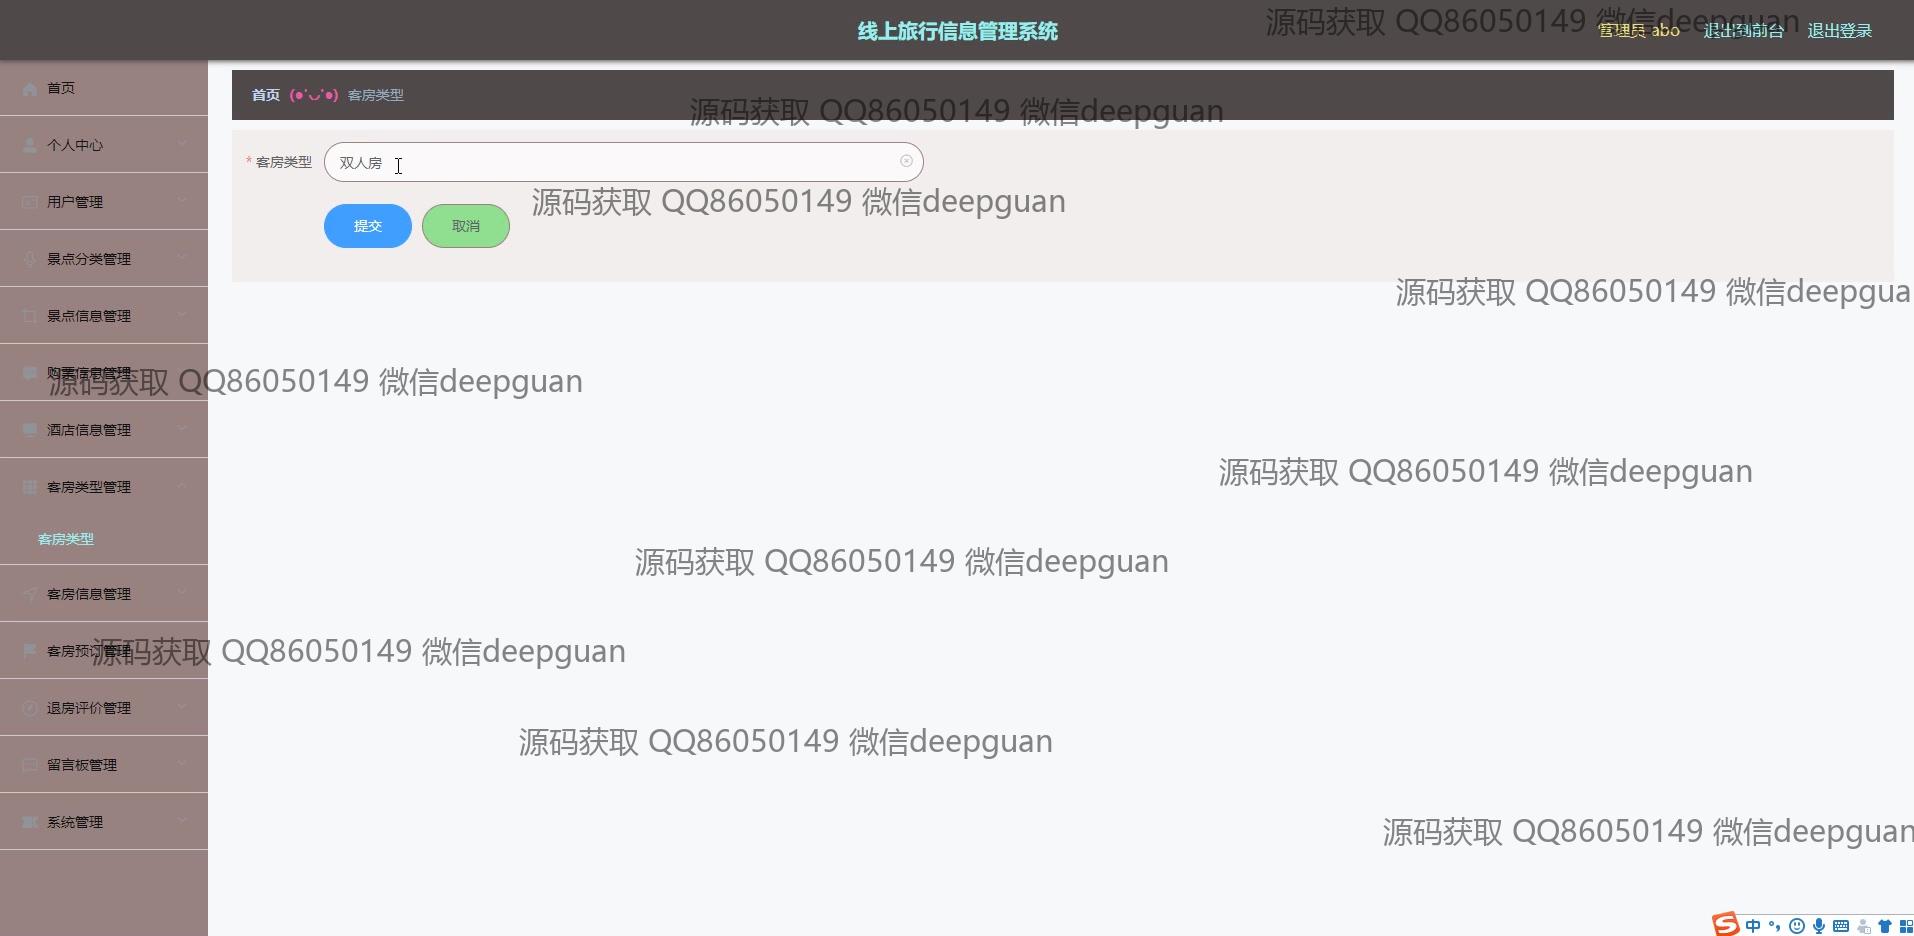 线上旅行信息管理系统
源码获取 QQ86050149 微信deepguan
管理员 abo 退出到前台 退出登录
首页
首页 (●'◡'●) 客房类型
源码获取 QQ86050149 微信deepguan
个人中心
* 客房类型 双人房
用户管理
源码获取 QQ86050149 微信deepguan
提交 取消
景点分类管理
源码获取 QQ86050149 微信deepgua
景点信息管理
购票信息管理
源码获取 QQ86050149 微信deepguan
酒店信息管理
源码获取 QQ86050149 微信deepguan
客房类型管理
客房类型
源码获取 QQ86050149 微信deepguan
客房信息管理
客房预订管理
源码获取 QQ86050149 微信deepguan
退房评价管理
源码获取 QQ86050149 微信deepguan
留言板管理
系统管理
源码获取 QQ86050149 微信deepguan
中